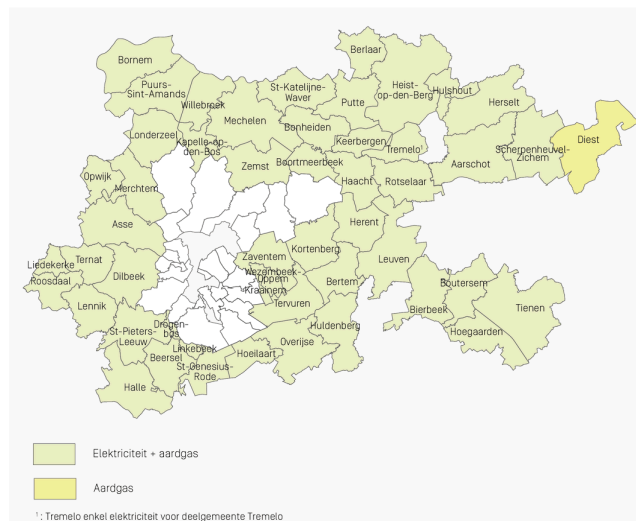 Berlaar
Bornem
Puurs-
Sint-Amands
Willebroek
St-Katelijne-
Waver
Putte
Heist-
op-den-Berg
Hulshout
Herselt
Mechelen
Bonheiden
Londerzeel
Kapelle-op-
den-Bos
Keerbergen
Tremelo¹
Diest
Scherpenheuvel-
Zichem
Zemst
Boortmeerbeek
Aarschot
Opwijk
Merchtem
Haacht
Rotselaar
Asse
Herent
Kortenberg
Leuven
Zaventem
Liedekerke
Ternat
Roosdaal
Dilbeek
Wezembeek-
Oppem
Kraainem
Bertem
Boutersem
Tervuren
Lennik
Bierbeek
Tienen
Drogen-
bos
St-Pieters-
Leeuw
Huldenberg
Hoegaarden
Overijse
Linkebeek
Beersel
Hoeilaart
St-Genesius-
Rode
Halle
Elektriciteit + aardgas
Aardgas
¹: Tremelo enkel elektriciteit voor deelgemeente Tremelo